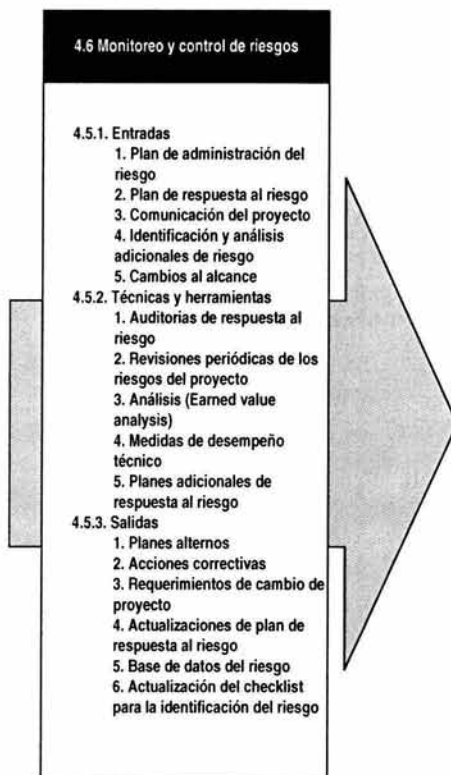 4.6 Monitoreo y control de riesgos
4.5.1. Entradas
1. Plan de administración del
riesgo
2. Plan de respuesta al riesgo
3. Comunicación del proyecto
4. Identificación y análisis
adicionales de riesgo
5. Cambios al alcance
4.5.2. Técnicas y herramientas
1. Auditorias de respuesta al
riesgo
2. Revisiones periódicas de los
riesgos del proyecto
3. Análisis (Earned value
analysis)
4. Medidas de desempeño
técnico
5. Planes adicionales de
respuesta al riesgo
4.5.3. Salidas
1. Planes alternos
2. Acciones correctivas
3. Requerimientos de cambio de
proyecto
4. Actualizaciones de plan de
respuesta al riesgo
5. Base de datos del riesgo
6. Actualización del checklist
para la identificación del riesgo